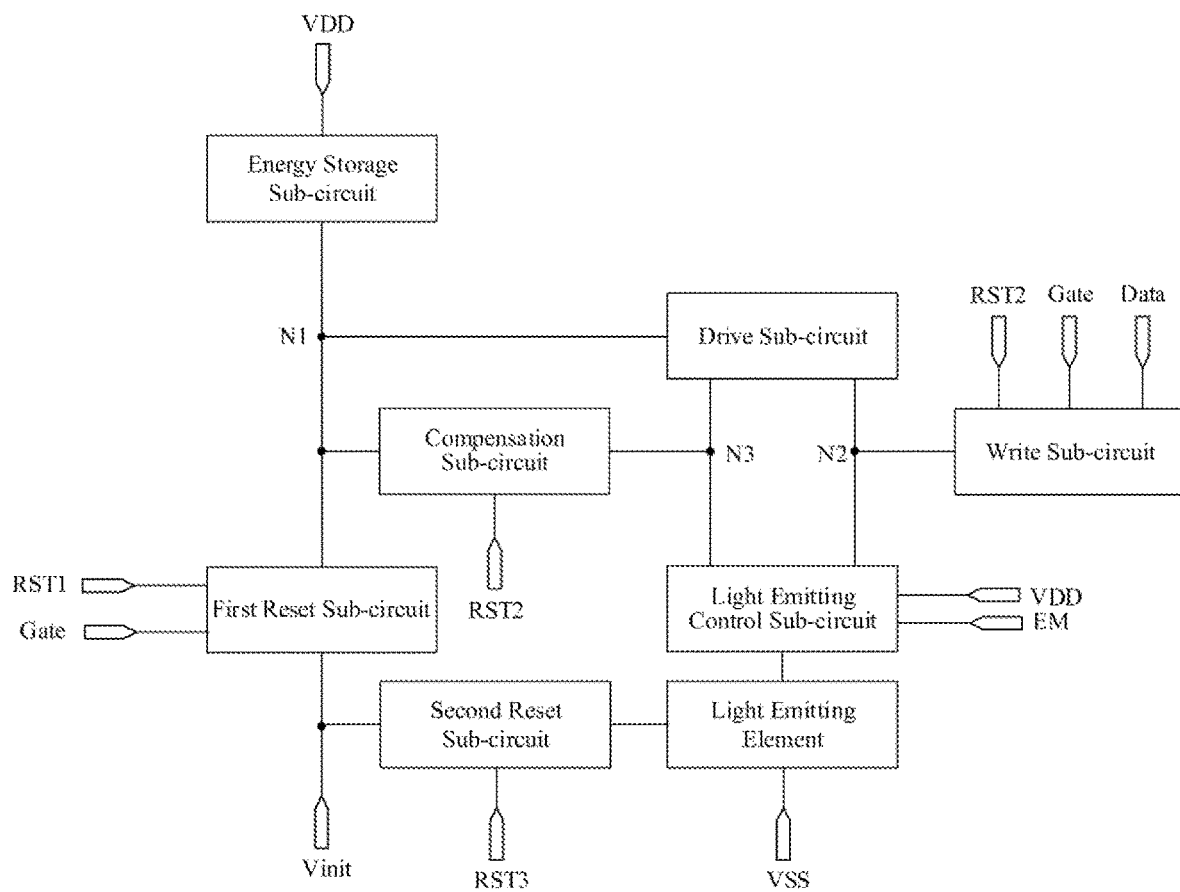 VDD
Energy Storage
Sub-circuit
RST2 Gate Data
N1
Drive Sub-circuit
Compensation
Sub-circuit
N3
N2
Write Sub-circuit
RST1
Gate
First Reset Sub-circuit
RST2
Light Emitting
Control Sub-circuit
VDD
EM
Second Reset
Sub-circuit
Light Emitting
Element
Vinit
RST3
VSS